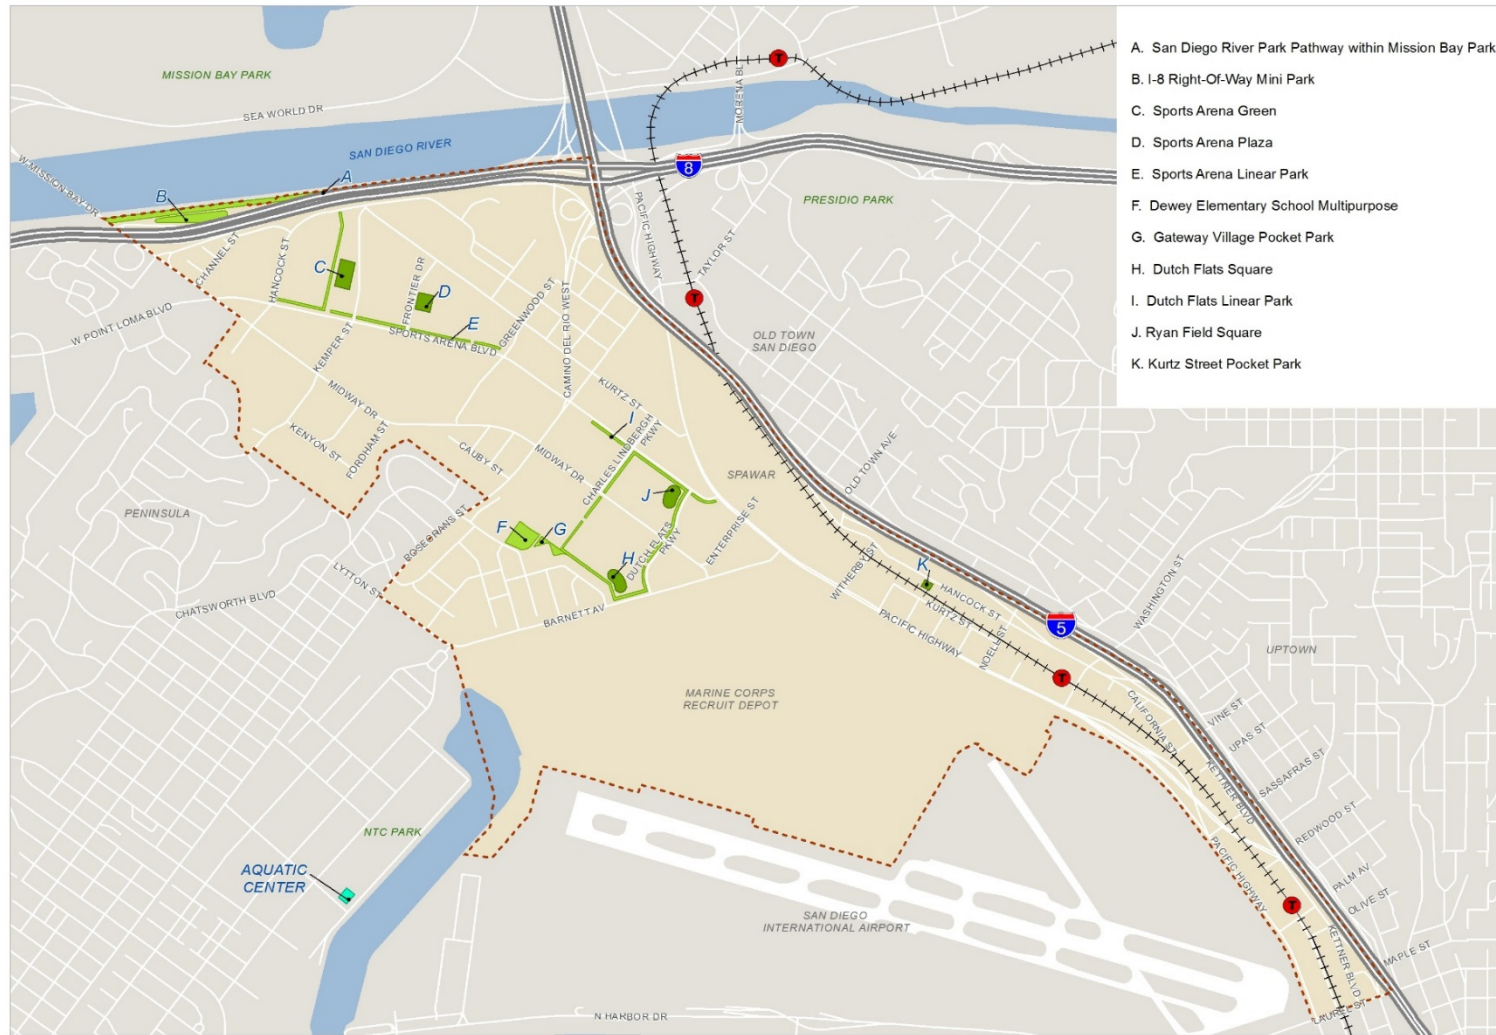 A. San Diego River Park Pathway within Mission Bay Park
B. I-8 Right-Of-Way Mini Park
C. Sports Arena Green
D. Sports Arena Plaza
E. Sports Arena Linear Park
F. Dewey Elementary School Multipurpose
G. Gateway Village Pocket Park
H. Dutch Flats Square
I. Dutch Flats Linear Park
J. Ryan Field Square
K. Kurtz Street Pocket Park
MISSION BAY PARK
SEA WORLD DR
SAN DIEGO RIVER
MORENA BL
T
8
W MISSION BAY DR
A
B
PRESIDIO PARK
PACIFIC HIGHWAY
TAYLOR ST
T
CHANNEL ST
HANCOCK ST
C
FRONTIER DR
D
GREENWOOD ST
CAMINO DEL RIO WEST
W POINT LOMA BLVD
KEMPER ST
E
SPORTS ARENA BLVD
OLD TOWN
SAN DIEGO
MIDWAY DR
KURTZ ST
I
KENYON ST
FORDHAM ST
CAUBY ST
MIDWAY DR
CHARLES LINDBERGH
PKWY
SPAWAR
OLD TOWN AVE
PENINSULA
J
ROSECRANS ST
F
G
H
DUTCH FLATS
PKWY
ENTERPRISE ST
LYTTON ST
CHATSWORTH BLVD
BARNETT AV
WITHERBY ST
K
HANCOCK ST
KURTZ ST
PACIFIC HIGHWAY
NOELL ST
5
WASHINGTON ST
UPTOWN
T
MARINE CORPS
RECRUIT DEPOT
CALIFORNIA ST
VINE ST
UPAS ST
SASSAFRAS ST
KETTNER BLVD
REDWOOD ST
PACIFIC HIGHWAY
PALM AV
OLIVE ST
T
KETTNER BLVD
MAPLE ST
LAUREL ST
NTC PARK
AQUATIC
CENTER
SAN DIEGO
INTERNATIONAL AIRPORT
N HARBOR DR